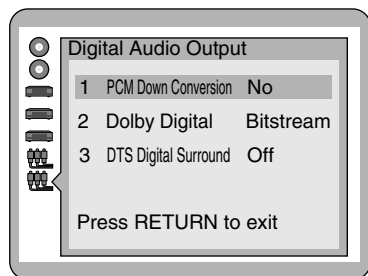 Digital Audio Output
1 PCM Down Conversion No
2 Dolby Digital Bitstream
3 DTS Digital Surround Off
Press RETURN to exit